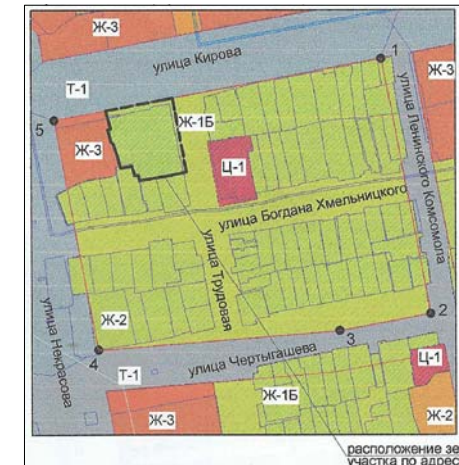 Ж-3
улица Кирова
1
Ж-3
Т-1
5
Ж-1Б
Ж-3
Ц-1
улица Ленинского Комсомола
улица Богдана Хмельницкого
улица Трудовая
улица Некрасова
Ж-2
2
3
4
улица Чертыгашева
Т-1
Ц-1
Ж-1Б
Ж-3
Ж-2
расположение зе
участка по адрес